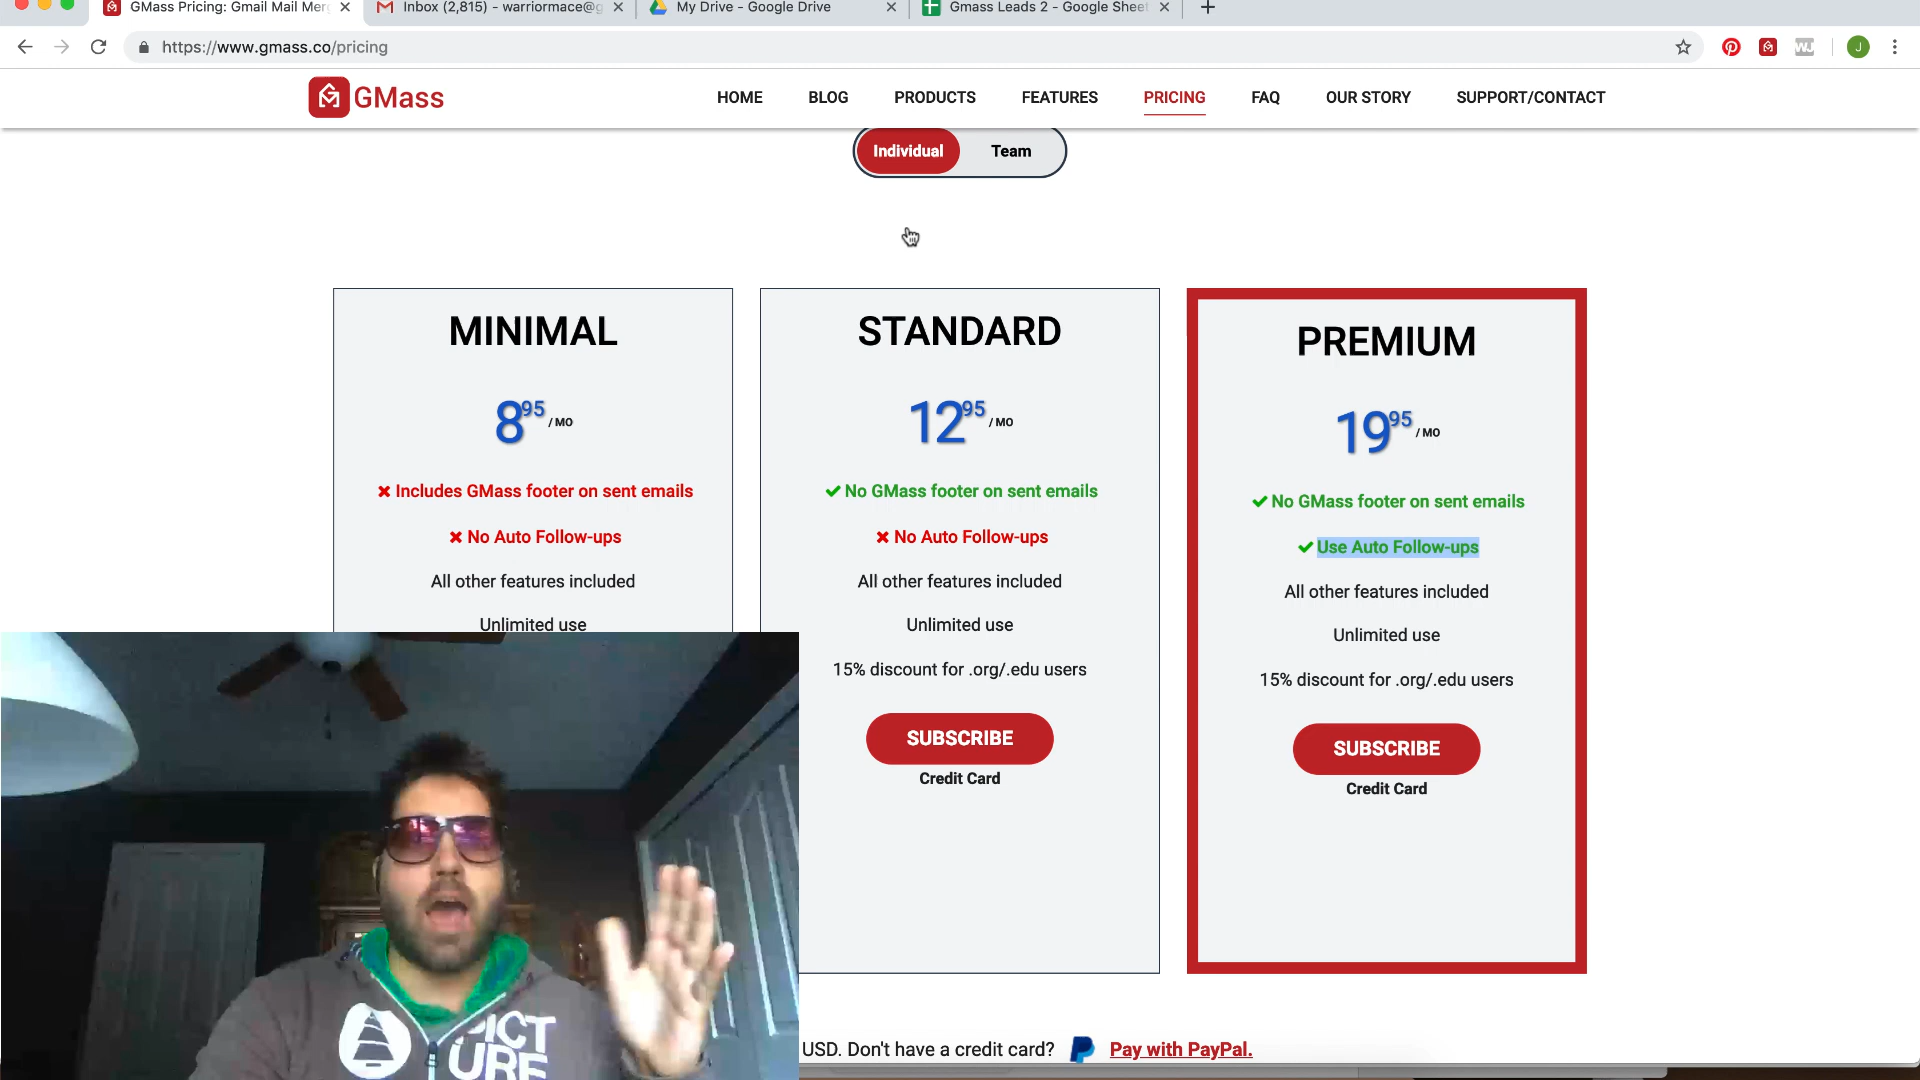 GMass Pricing: Gmail Mail Mer
Inbox (2,815) - warriormace@g
My Drive - Google Drive
Gmass Leads 2 - Google Sheet
https://www.gmass.co/pricing
WJ
J
GMass
HOME
BLOG
PRODUCTS
FEATURES
PRICING
FAQ
OUR STORY
SUPPORT/CONTACT
Individual
Team
MINIMAL
8 95 / MO
Includes GMass footer on sent emails
No Auto Follow-ups
All other features included
Unlimited use
STANDARD
12 95 / MO
No GMass footer on sent emails
No Auto Follow-ups
All other features included
Unlimited use
15% discount for .org/.edu users
SUBSCRIBE
Credit Card
PREMIUM
19 95 / MO
No GMass footer on sent emails
Use Auto Follow-ups
All other features included
Unlimited use
15% discount for .org/.edu users
SUBSCRIBE
Credit Card
USD. Don't have a credit card?
Pay with PayPal.
PICT
URE